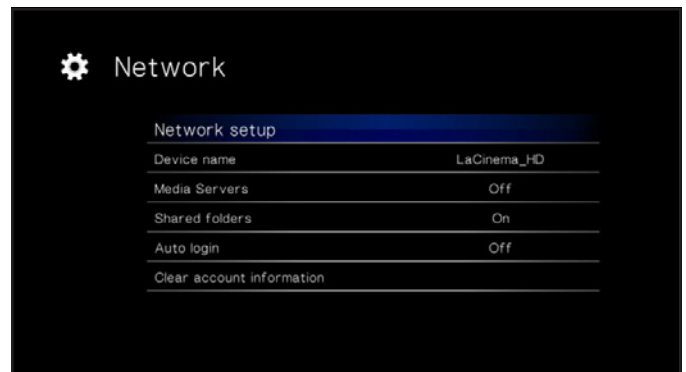 Network
Network setup
Device name LaCinema_HD
Media Servers Off
Shared folders On
Auto login Off
Clear account information